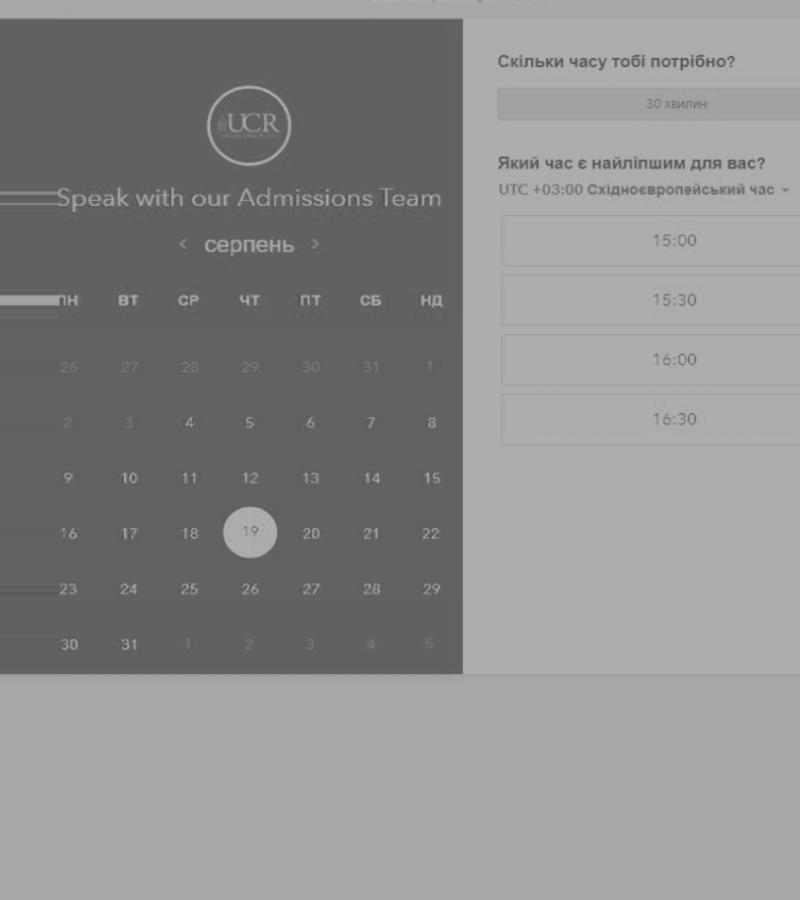 UCR
Speak with our Admissions Team
серпень
ПН ВТ СР ЧТ ПТ СБ НД
26 27 28 29 30 31 1
2 3 4 5 6 7 8
9 10 11 12 13 14 15
16 17 18 19 20 21 22
23 24 25 26 27 28 29
30 31 1 2 3 4 5
Скільки часу тобі потрібно?
30 хвилин
Який час є найліпшим для вас?
UTC +03:00 Східноєвропейський час
15:00
15:30
16:00
16:30